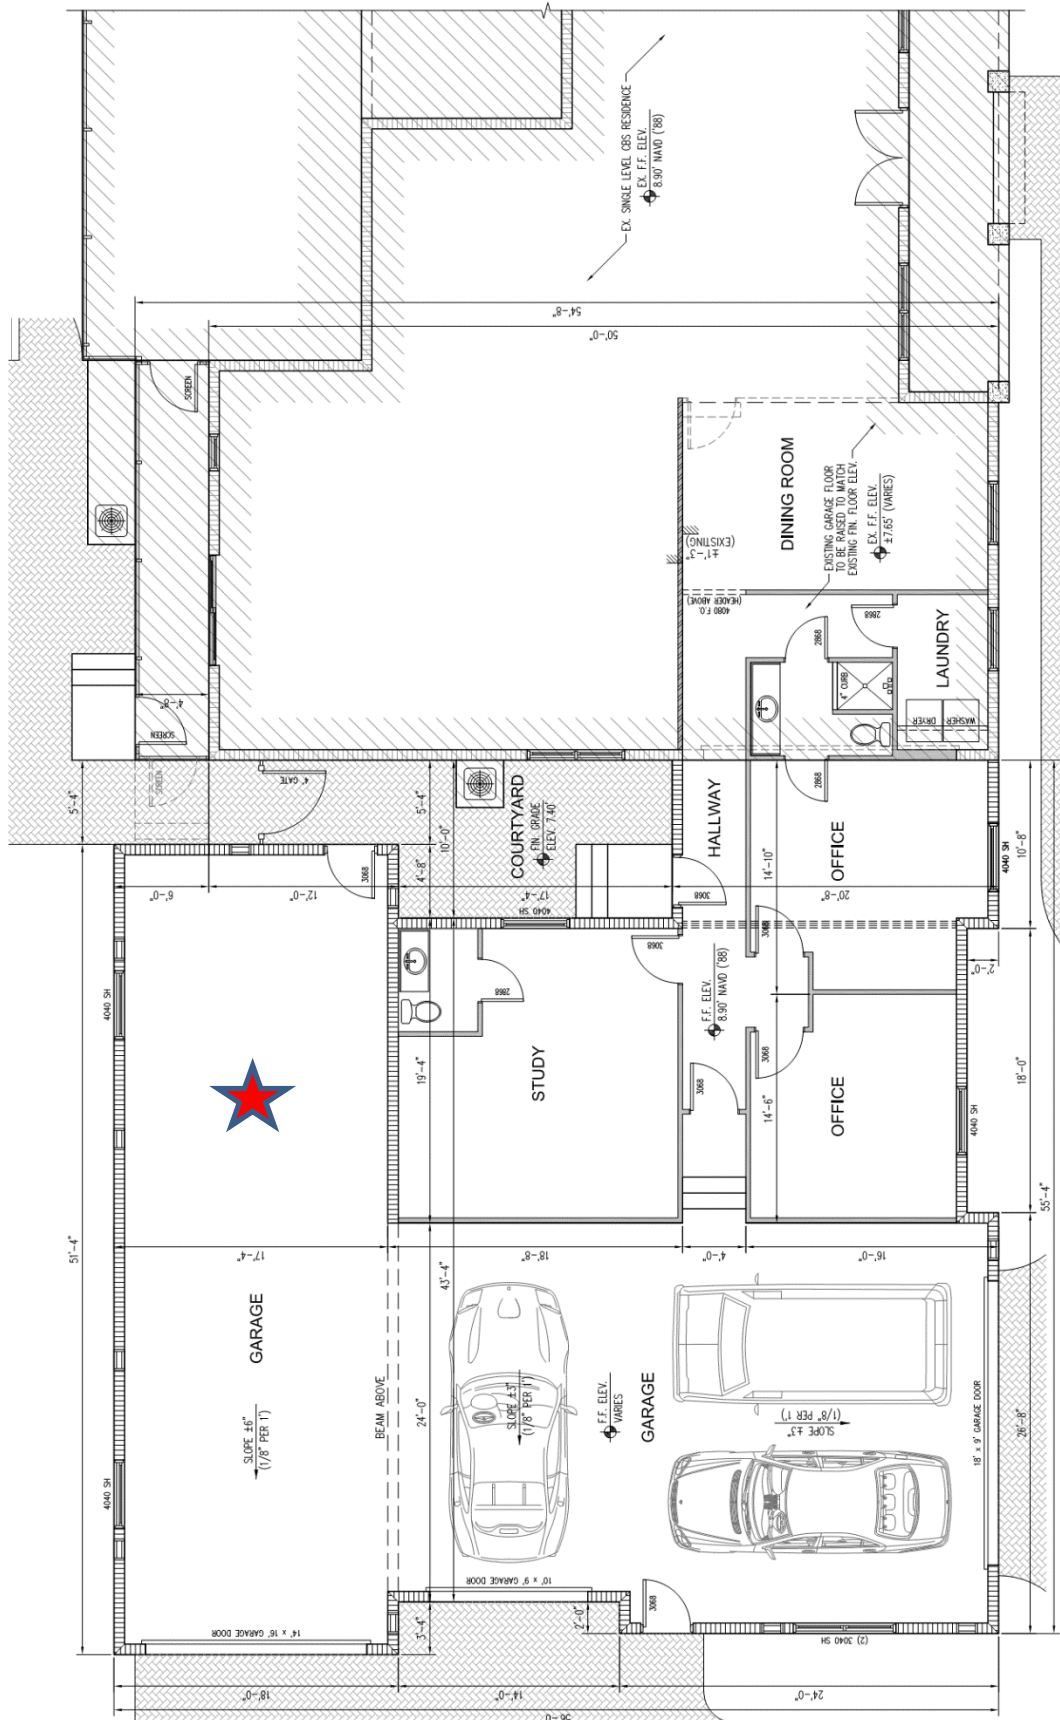 EX. SINGLE LEVEL CBS RESIDENCE
EX. F.F. ELEV.
8.90' NAVD ('88)
54'-8"
50'-0"
SCREEN
DINING ROOM
±1'-3"
(EXISTING)
EXISTING GARAGE FLOOR
TO BE RAISED TO MATCH
EXISTING FIN. FLOOR ELEV.
EX. F.F. ELEV.
±7.65' (VARIES)
4080 F.O.
(HEADER ABOVE)
2868
2868
4" CURB
LAUNDRY
DRYER
WASHER
4'-8"
SCREEN
SCREEN
5'-4"
4' GATE
5'-4"
10'-0"
4'-8"
COURTYARD
FIN. GRADE
ELEV. 7.40'
17'-4"
4040 SH
HALLWAY
3068
14'-10"
2868
OFFICE
20'-8"
4040 SH
10'-8"
6'-0"
12'-0"
3068
4040 SH
2868
3068
19'-4"
STUDY
F.F. ELEV.
8.90' NAVD ('88)
3068
3068
3068
14'-6"
OFFICE
2'-0"
4040 SH
18'-0"
55'-4"
51'-4"
17'-4"
18'-8"
4'-0"
16'-0"
43'-4"
GARAGE
SLOPE ±6"
(1/8" PER 1')
BEAM ABOVE
24'-0"
SLOPE ±3"
(1/8" PER 1')
F.F. ELEV.
VARIES
GARAGE
SLOPE ±3"
(1/8" PER 1')
18' x 9' GARAGE DOOR
26'-8"
4040 SH
14' x 16' GARAGE DOOR
10' x 9' GARAGE DOOR
3'-4"
2'-0"
3068
(2) 3040 SH
18'-0"
14'-0"
24'-0"
56'-0"